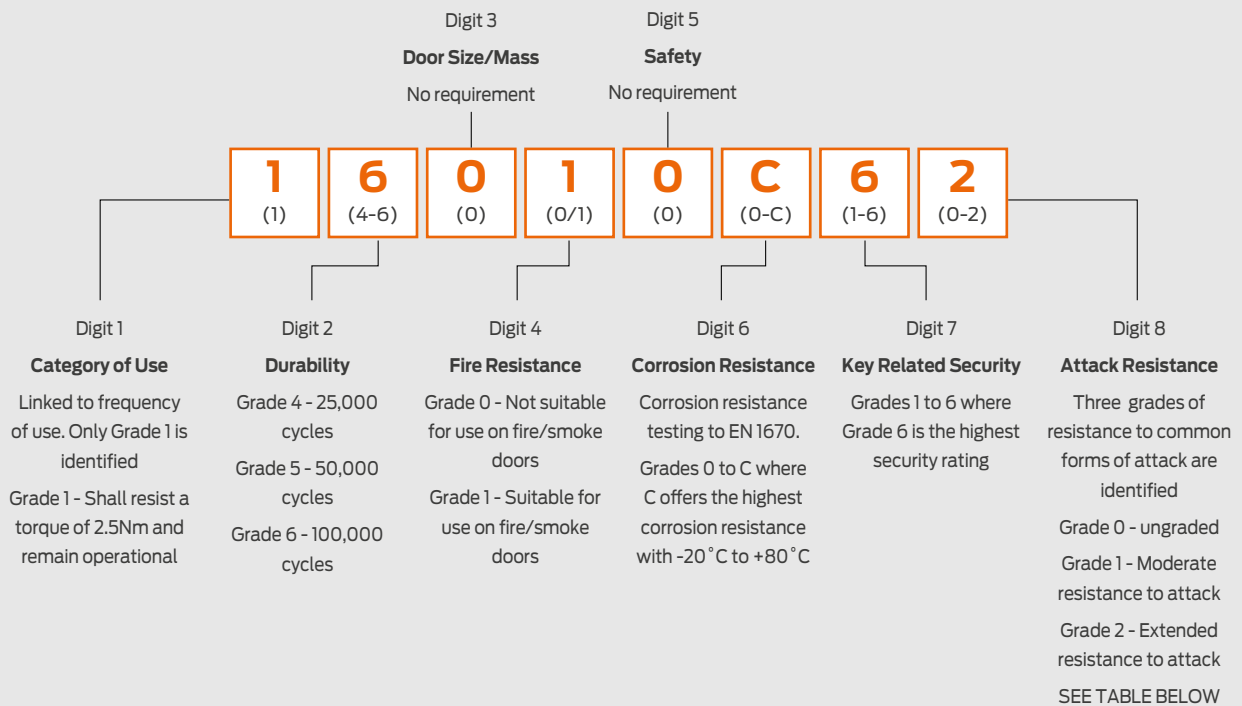 Digit 3
Door Size/Mass
No requirement
Digit 5
Safety
No requirement
1
(1)
6
(4-6)
0
(0)
1
(0/1)
0
(0)
C
(0-C)
6
(1-6)
2
(0-2)
Digit 1
Category of Use
Linked to frequency
of use. Only Grade 1 is
identified
Grade 1 - Shall resist a
torque of 2.5Nm and
remain operational
Digit 2
Durability
Grade 4 - 25,000
cycles
Grade 5 - 50,000
cycles
Grade 6 - 100,000
cycles
Digit 4
Fire Resistance
Grade 0 - Not suitable
for use on fire/smoke
doors
Grade 1 - Suitable for
use on fire/smoke
doors
Digit 6
Corrosion Resistance
Corrosion resistance
testing to EN 1670.
Grades 0 to C where
C offers the highest
corrosion resistance
with -20˚C to +80˚C
Digit 7
Key Related Security
Grades 1 to 6 where
Grade 6 is the highest
security rating
Digit 8
Attack Resistance
Three grades of
resistance to common
forms of attack are
identified
Grade 0 - ungraded
Grade 1 - Moderate
resistance to attack
Grade 2 - Extended
resistance to attack
SEE TABLE BELOW